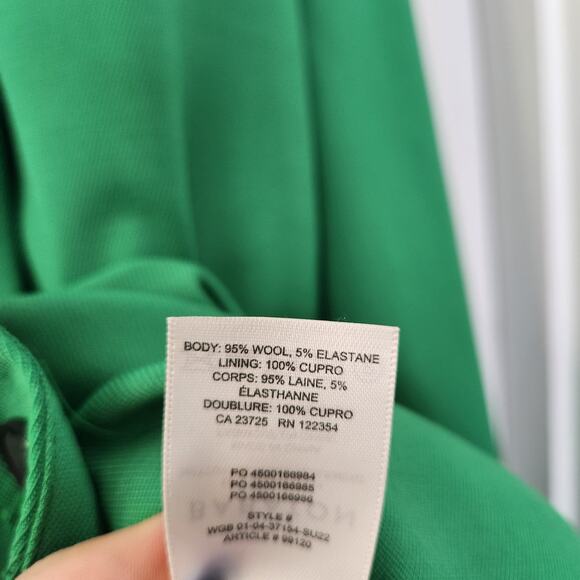 BODY: 95% WOOL, 5% ELASTANE
LINING: 100% CUPRO
CORPS: 95% LAINE, 5%
ÉLASTHANNE
DOUBLURE: 100% CUPRO
CA 23725 RN 122354
PO 4500166984
PO 4500166985
PO 4500166986
STYLE #
WGB 01-04-37154-SU22
ARTICLE # 99120